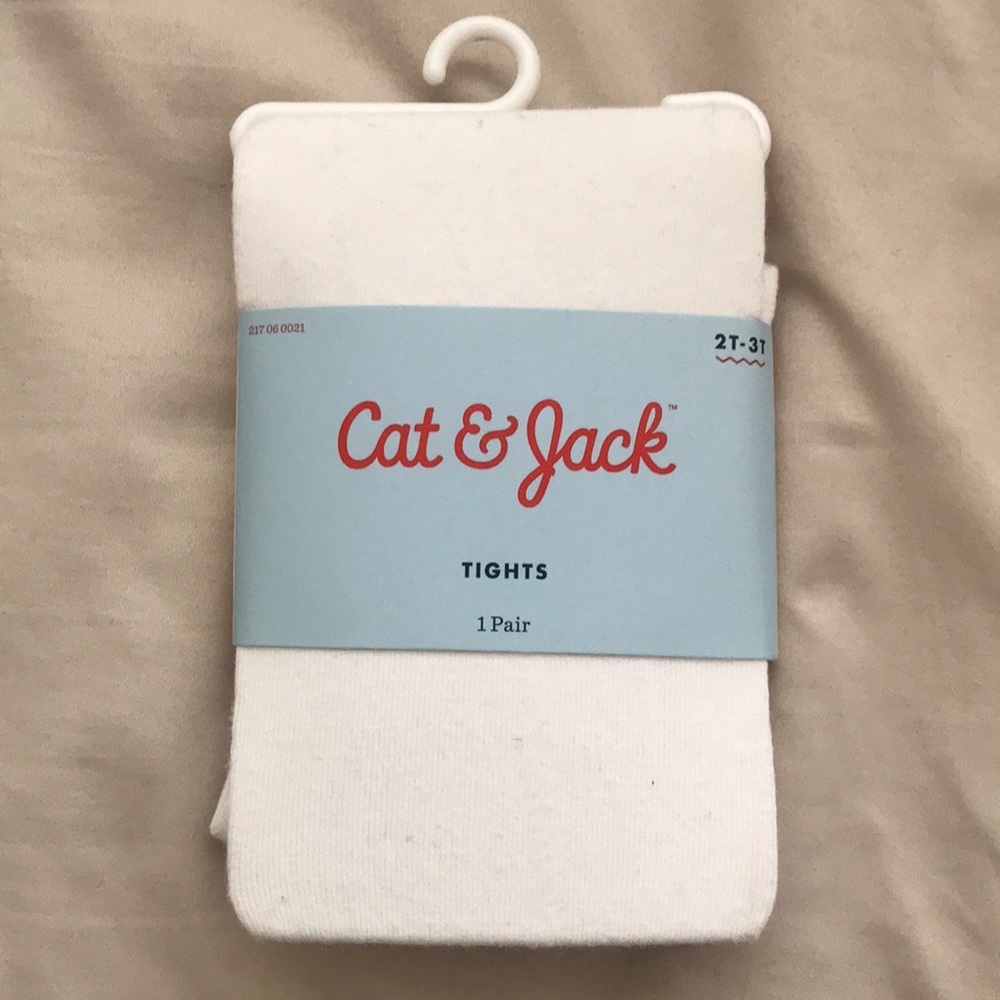 217 06 0021
2T-3T
Cat & Jack™
TIGHTS
1 Pair